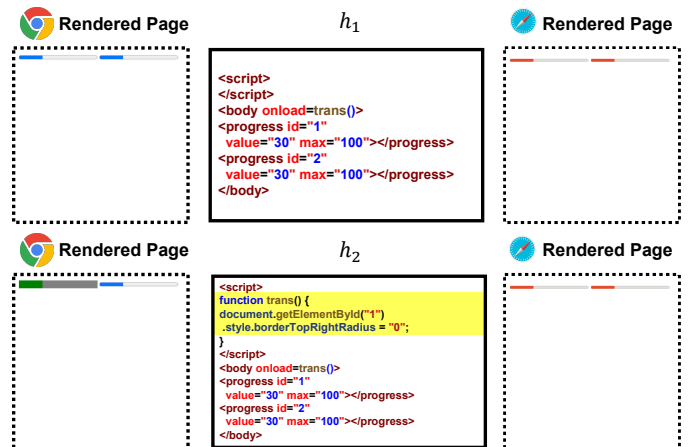 Rendered Page
h1
Rendered Page
<script>
</script>
<body onload=trans()>
<progress id="1"
value="30" max="100"></progress>
<progress id="2"
value="30" max="100"></progress>
</body>
Rendered Page
h2
Rendered Page
<script>
function trans() {
document.getElementById("1")
.style.borderTopRightRadius = "0";
}
</script>
<body onload=trans()>
<progress id="1"
value="30" max="100"></progress>
<progress id="2"
value="30" max="100"></progress>
</body>